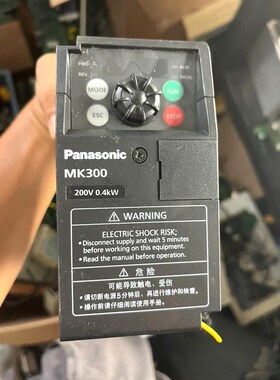 FWD
REV.
MODE
RUN
ESC
STOP
Panasonic
MK300
200V 0.4kW
⚠ WARNING
ELECTRIC SHOCK RISK;
● Disconnect supply and wait 5 minutes
before working on this equipment.
● Read the manual before operation.
⚠ 危 险
可能导致触电、受伤
● 请切断电源5分钟后，再进行维护和检查。
● 操作前请仔细阅读使用手册。